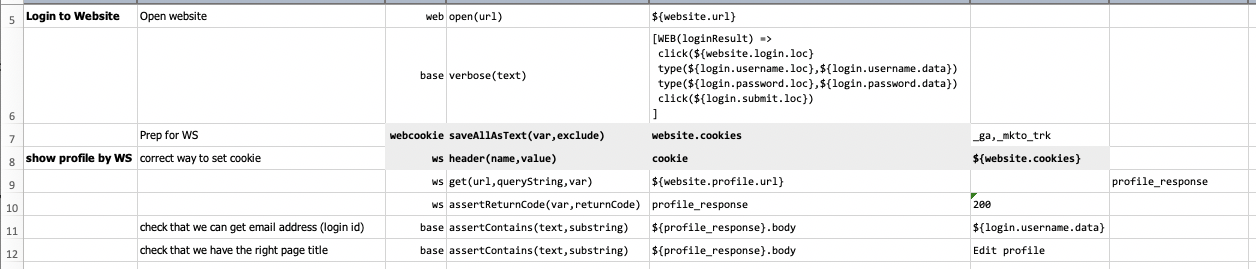 5 Login to Website Open website web open(url) ${website.url}
[WEB(loginResult) =>
click(${website.login.loc}
type(${login.username.loc},${login.username.data})
base verbose(text) type(${login.password.loc},${login.password.data})
click(${login.submit.loc})
6 ]
7 Prep for WS webcookie saveAllAsText(var,exclude) website.cookies _ga,_mkto_trk
8 show profile by WS correct way to set cookie ws header(name,value) cookie ${website.cookies}
9 ws get(url,queryString,var) ${website.profile.url} profile_response
10 ws assertReturnCode(var,returnCode) profile_response 200
11 check that we can get email address (login id) base assertContains(text,substring) ${profile_response}.body ${login.username.data}
12 check that we have the right page title base assertContains(text,substring) ${profile_response}.body Edit profile